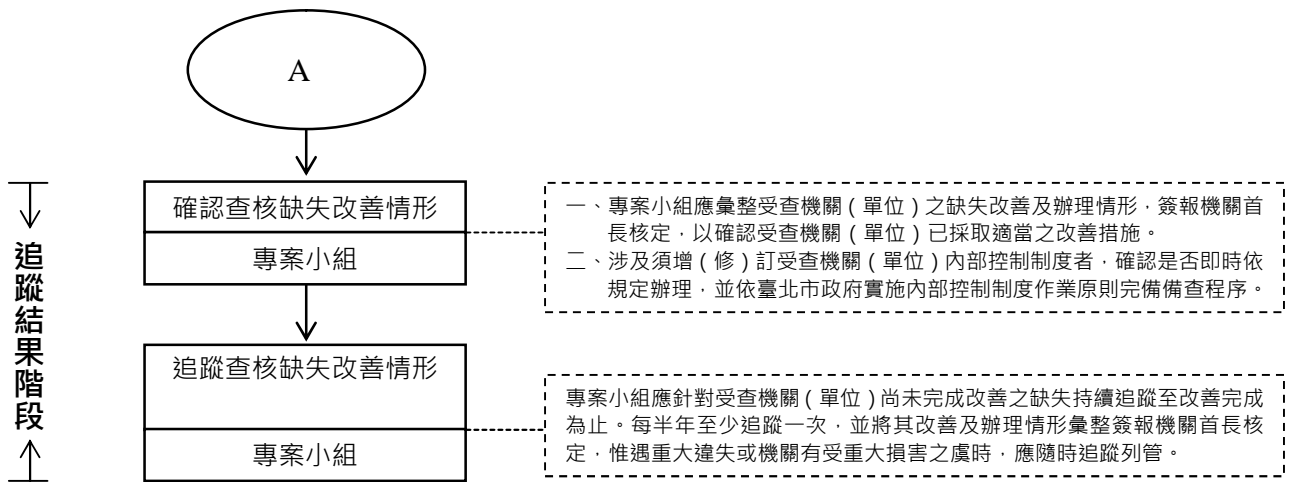 A
追蹤結果階段
確認查核缺失改善情形
專案小組
一、專案小組應彙整受查機關(單位)之缺失改善及辦理情形，簽報機關首
長核定，以確認受查機關(單位)已採取適當之改善措施。
二、涉及須增(修)訂受查機關(單位)內部控制制度者，確認是否即時依
規定辦理，並依臺北市政府實施內部控制制度作業原則完備備查程序。
追蹤查核缺失改善情形
專案小組
專案小組應針對受查機關(單位)尚未完成改善之缺失持續追蹤至改善完成
為止。每半年至少追蹤一次，並將其改善及辦理情形彙整簽報機關首長核
定，惟遇重大違失或機關有受重大損害之虞時，應隨時追蹤列管。